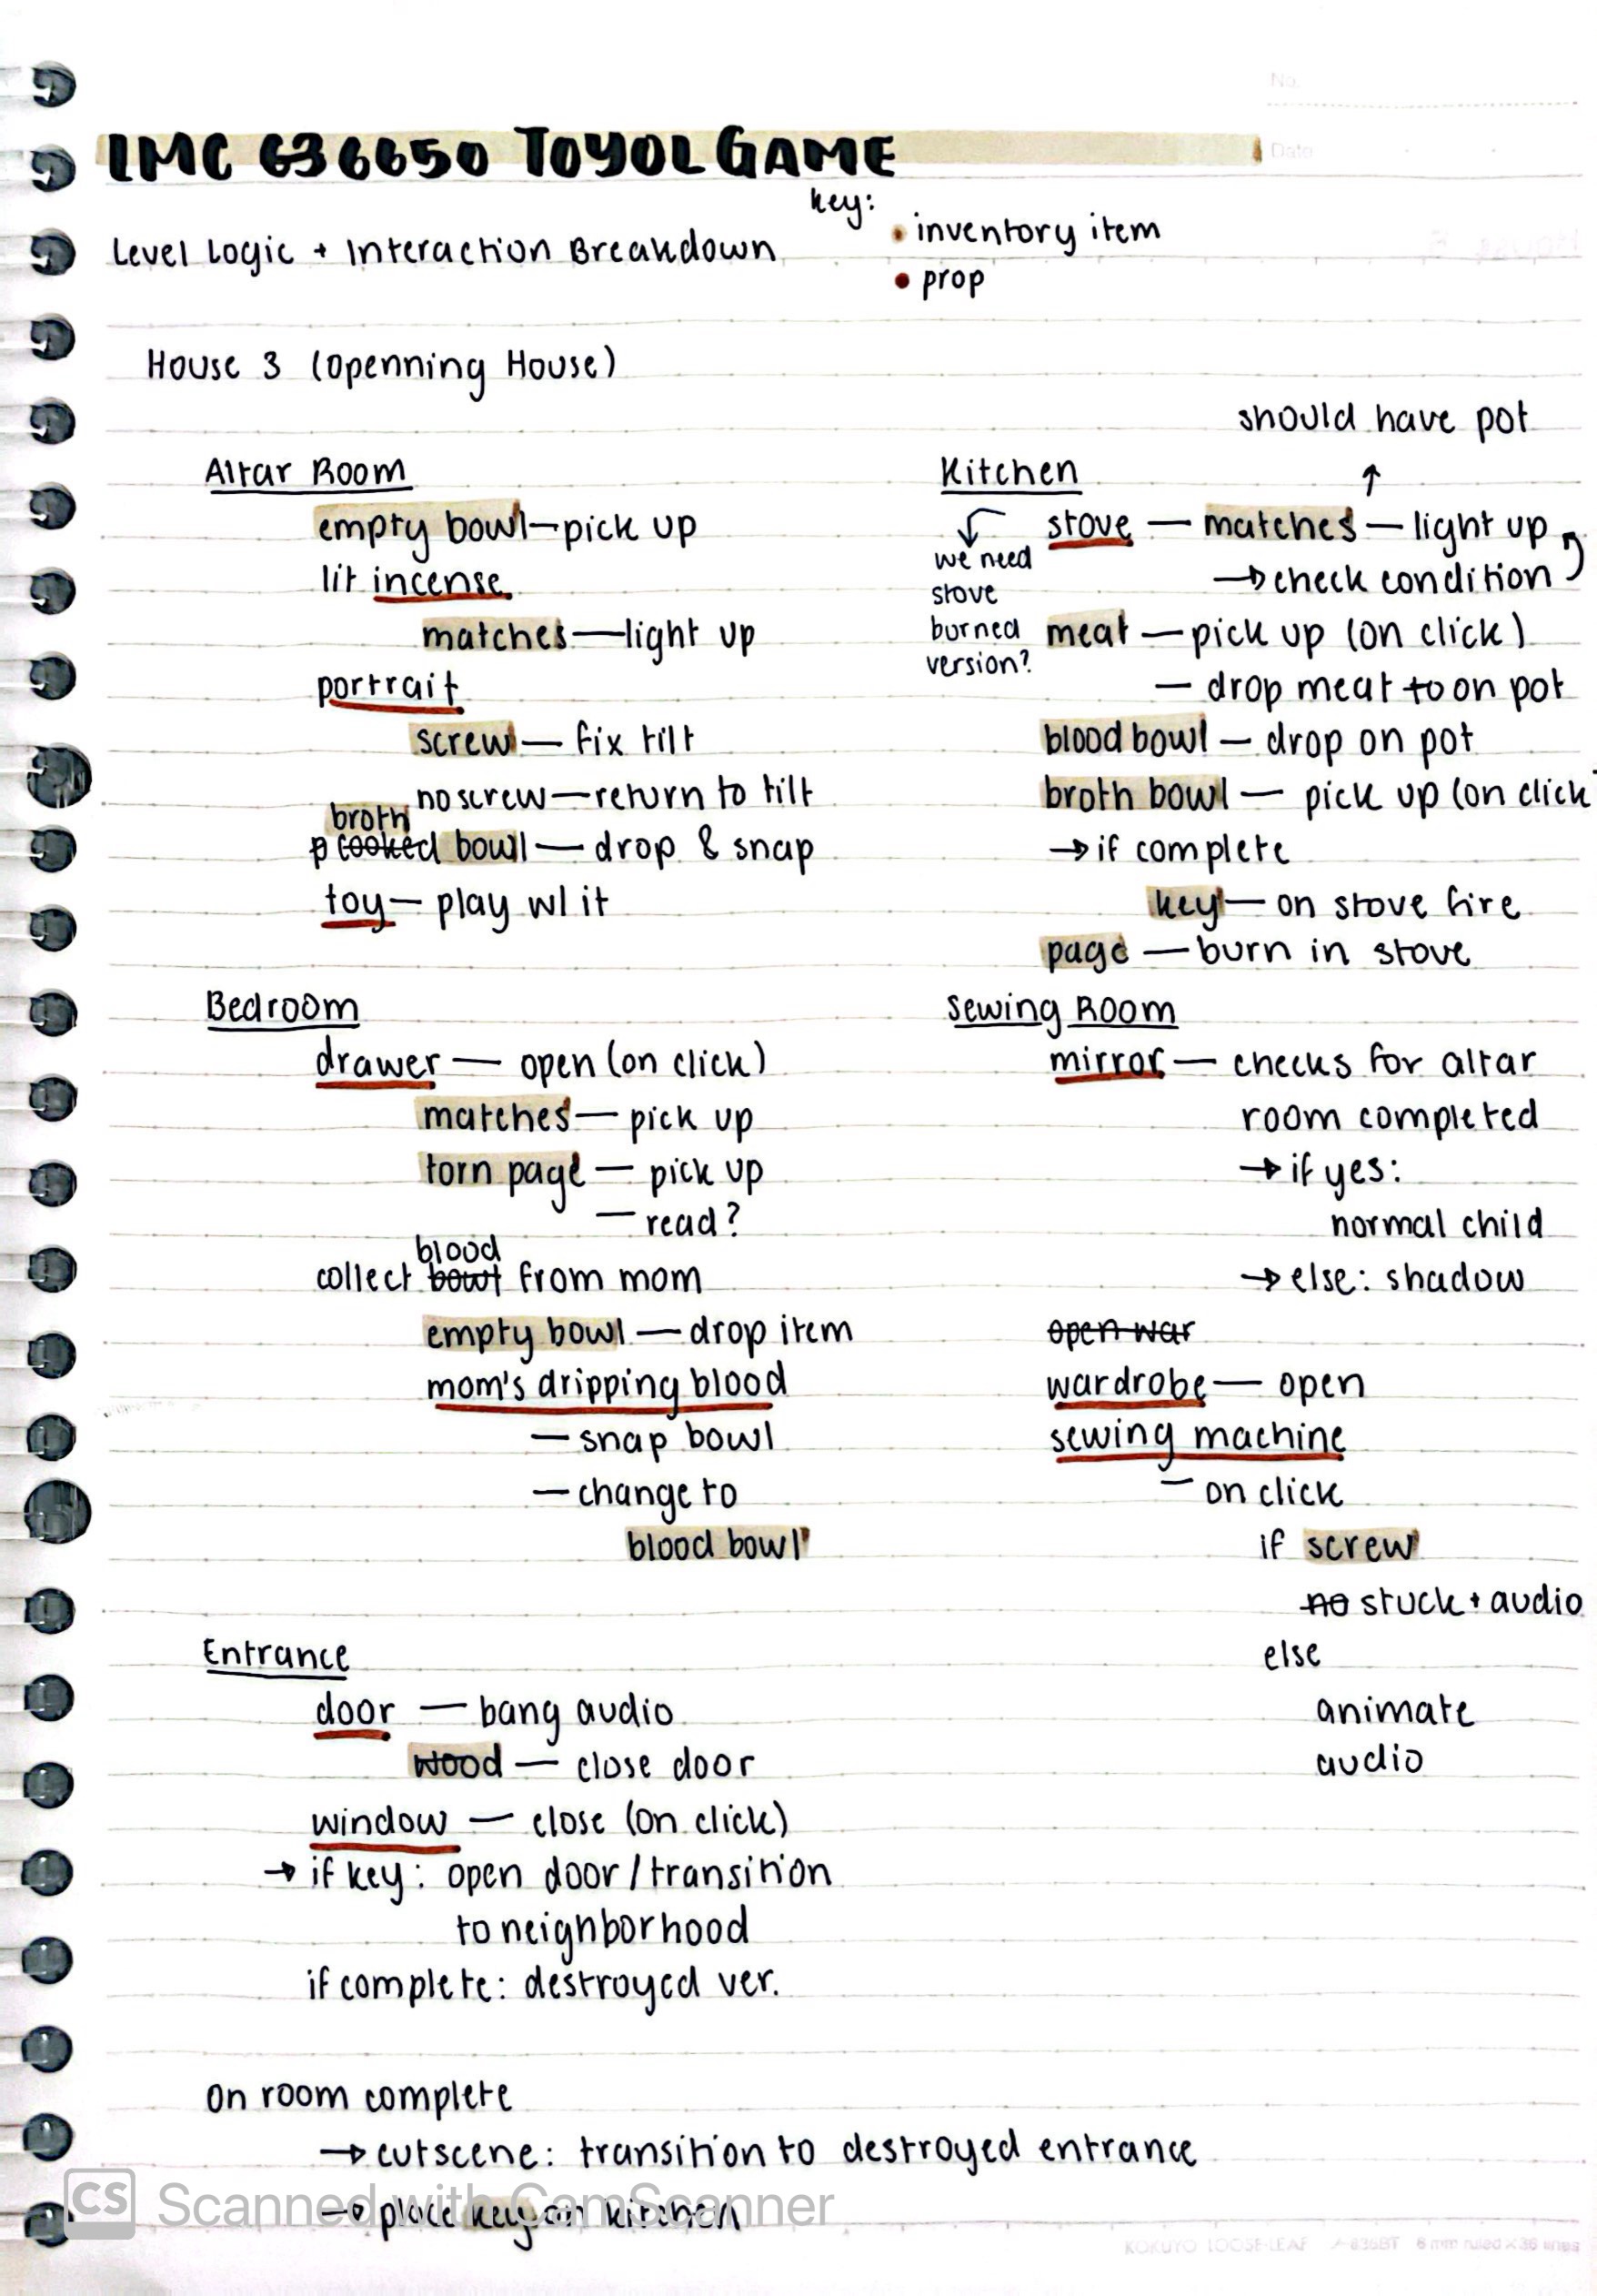 No.
Date
IMC 636650 TOYOL GAME
key:
• inventory item
• prop
Level Logic + Interaction Breakdown
House 3 (Openning House)
Altar Room
empty bowl — pick up
lit incense
matches — light up
portrait
screw — fix tilt
no screw — return to tilt
broth
p cooked bowl — drop & snap
toy — play w/ it
should have pot
↑
Kitchen
stove — matches — light up
→ check condition
we need
stove
burned
version?
meat — pick up (on click)
— drop meat to on pot
blood bowl — drop on pot
broth bowl — pick up (on click
→ if complete
key — on stove fire
page — burn in stove
Bedroom
drawer — open (on click)
matches — pick up
torn page — pick up
— read?
blood
collect bowl from mom
empty bowl — drop item
mom's dripping blood
— snap bowl
— change to
blood bowl
Sewing Room
mirror — checks for altar
room completed
→ if yes:
normal child
→ else: shadow
open war
wardrobe — open
sewing machine
— on click
if screw
no stuck + audio
else
animate
audio
Entrance
door — bang audio
wood — close door
window — close (on click)
→ if key: open door / transition
to neighborhood
if complete: destroyed ver.
On room complete
→ cutscene: transition to destroyed entrance
→ place key on kitchen
CS Scanned with CamScanner
KOKUYO LOOSE-LEAF ノ-836BT 6 mm ruled × 36 lines